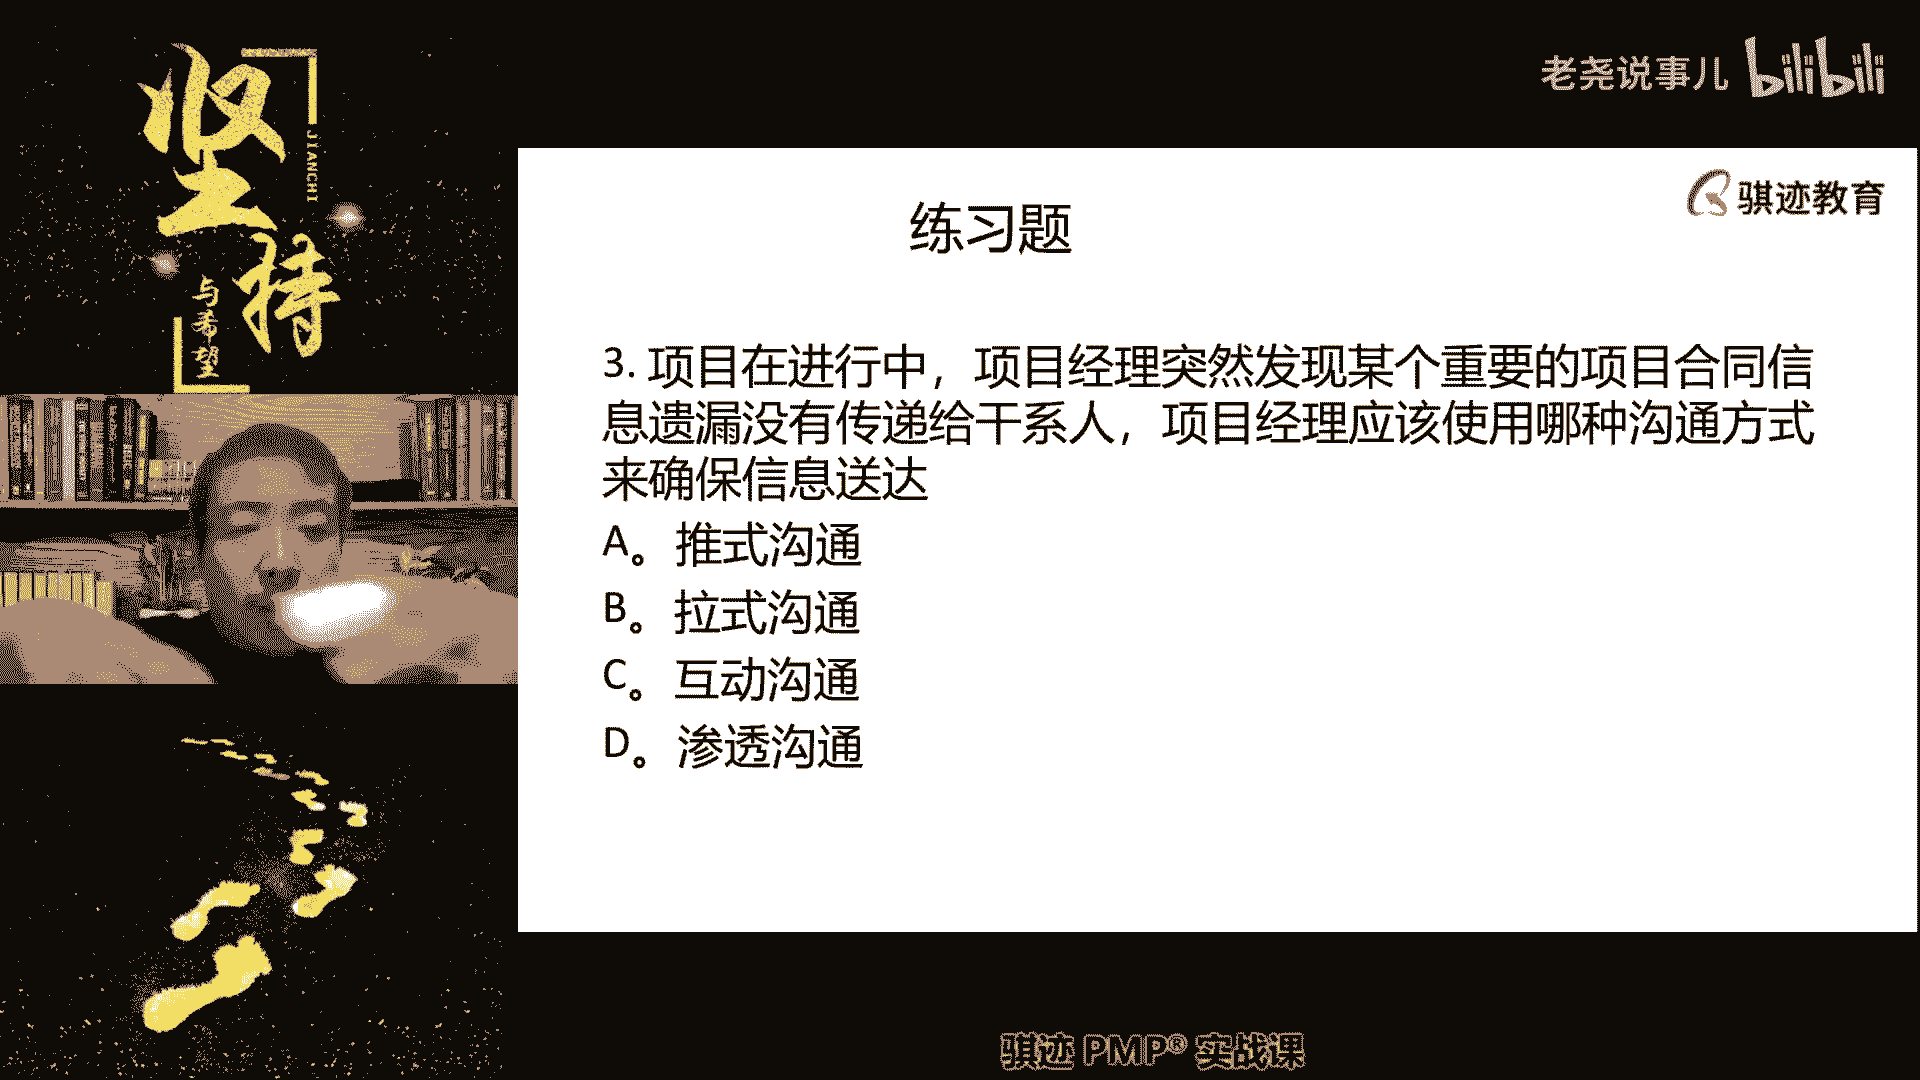 坚持
JIANCHI
与希望
老尧说事儿 bilibili
骐迹教育
练习题
3. 项目在进行中，项目经理突然发现某个重要的项目合同信
息遗漏没有传递给干系人，项目经理应该使用哪种沟通方式
来确保信息送达
A。推式沟通
B。拉式沟通
C。互动沟通
D。渗透沟通
骐迹 PMP® 实战课